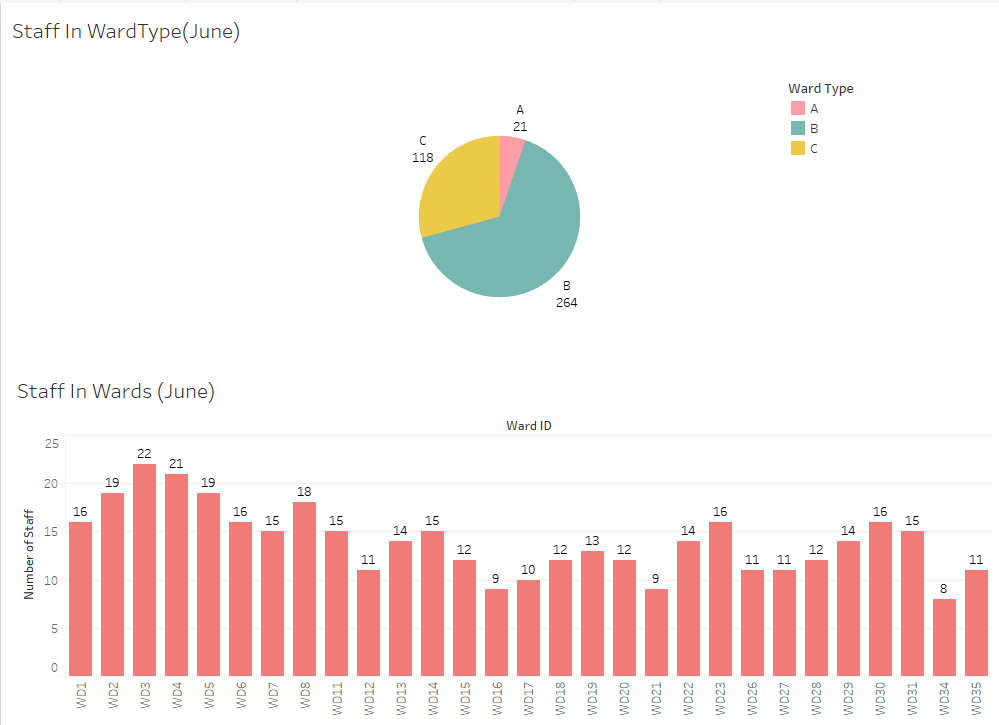 Staff In WardType(June)
Ward Type
A
B
C
A
21
C
118
B
264
Staff In Wards (June)
Ward ID
Number of Staff
25
20
15
10
5
0
16
19
22
21
19
16
15
18
15
11
14
15
12
9
10
12
13
12
9
14
16
11
11
12
14
16
15
8
11
WD1
WD2
WD3
WD4
WD5
WD6
WD7
WD8
WD11
WD12
WD13
WD14
WD15
WD16
WD17
WD18
WD19
WD20
WD21
WD22
WD23
WD26
WD27
WD28
WD29
WD30
WD31
WD34
WD35